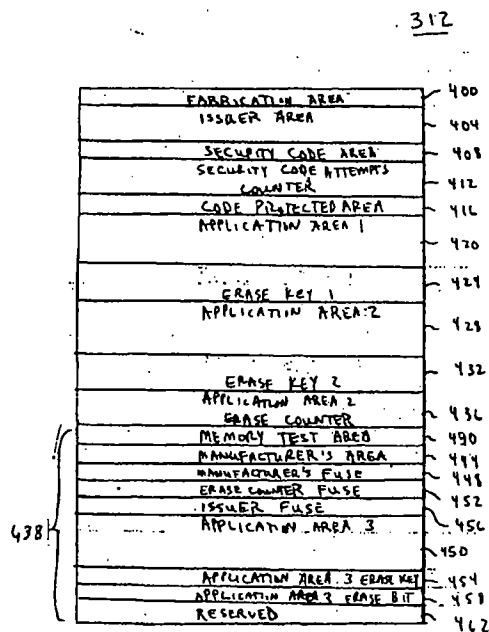 312
FABRICATION AREA 400
ISSUER AREA 404
SECURITY CODE AREA 408
SECURITY CODE ATTEMPTS 412
COUNTER
CODE PROTECTED AREA 416
APPLICATION AREA 1 420
424
ERASE KEY 1
APPLICATION AREA 2 428
432
ERASE KEY 2
APPLICATION AREA 2 436
ERASE COUNTER
MEMORY TEST AREA 440
MANUFACTURER'S AREA 444
MANUFACTURER'S FUSE 448
ERASE COUNTER FUSE 452
ISSUER FUSE 456
APPLICATION AREA 3
438 450
APPLICATION AREA 3 ERASE KEY 454
APPLICATION AREA 3 ERASE BIT 458
RESERVED 462